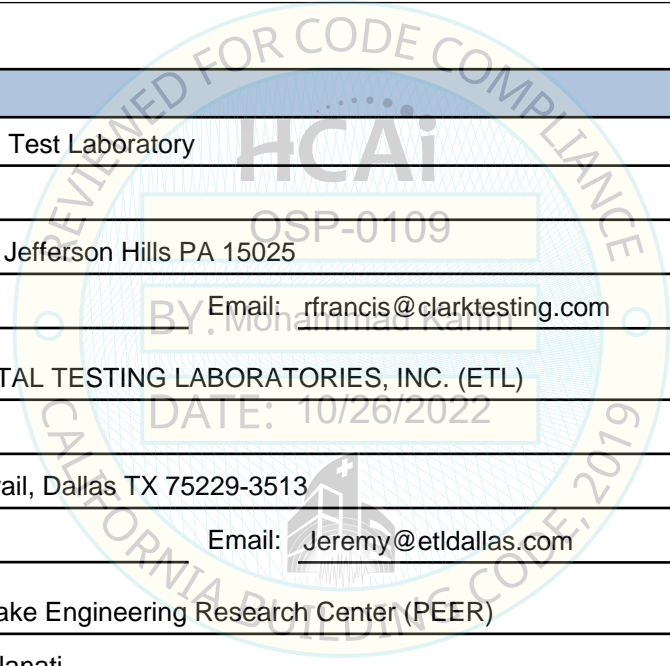 REVIEWED FOR CODE COMPLIANCE
Test Laboratory
HCAi
OSP-0109
Jefferson Hills PA 15025
Email: rfrancis@clarktesting.com
BY: Mohammad Karim
TAL TESTING LABORATORIES, INC. (ETL)
DATE: 10/26/2022
ail, Dallas TX 75229-3513
Email: Jeremy@etldallas.com
ake Engineering Research Center (PEER)
CALIFORNIA BUILDING CODE, 2019